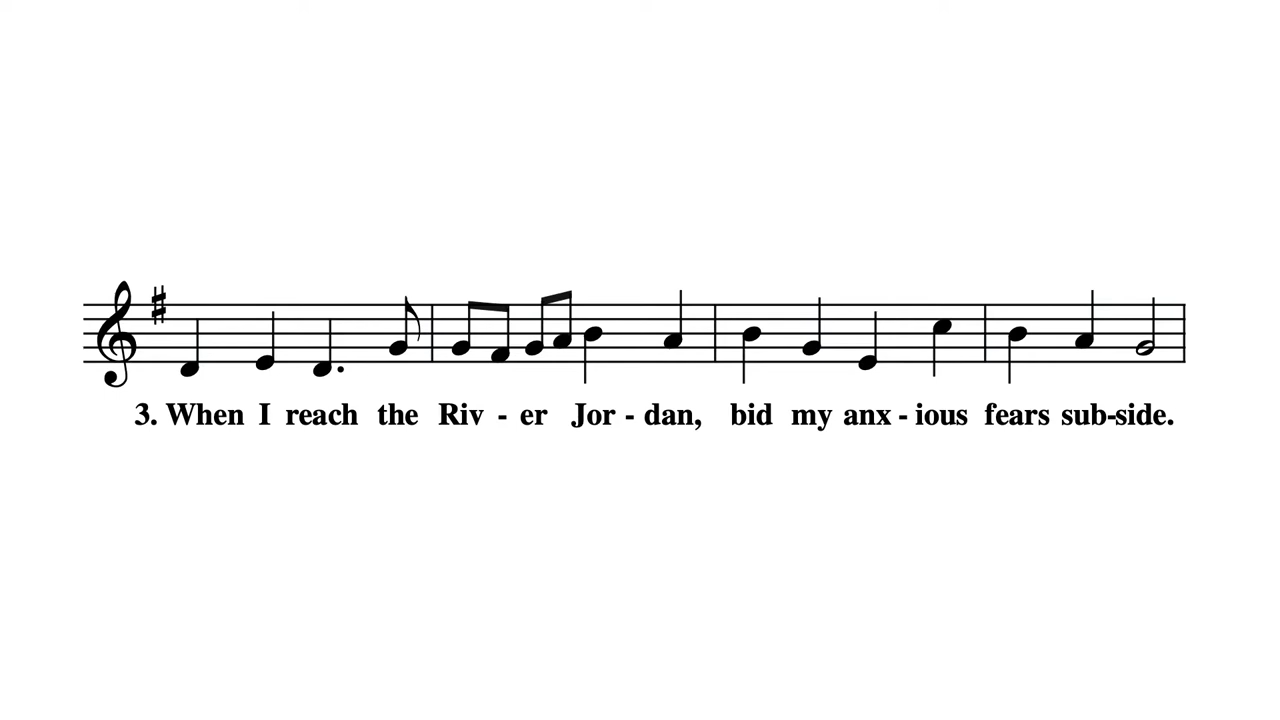 3. When I reach the Riv - er Jor - dan, bid my anx - ious fears sub-side.